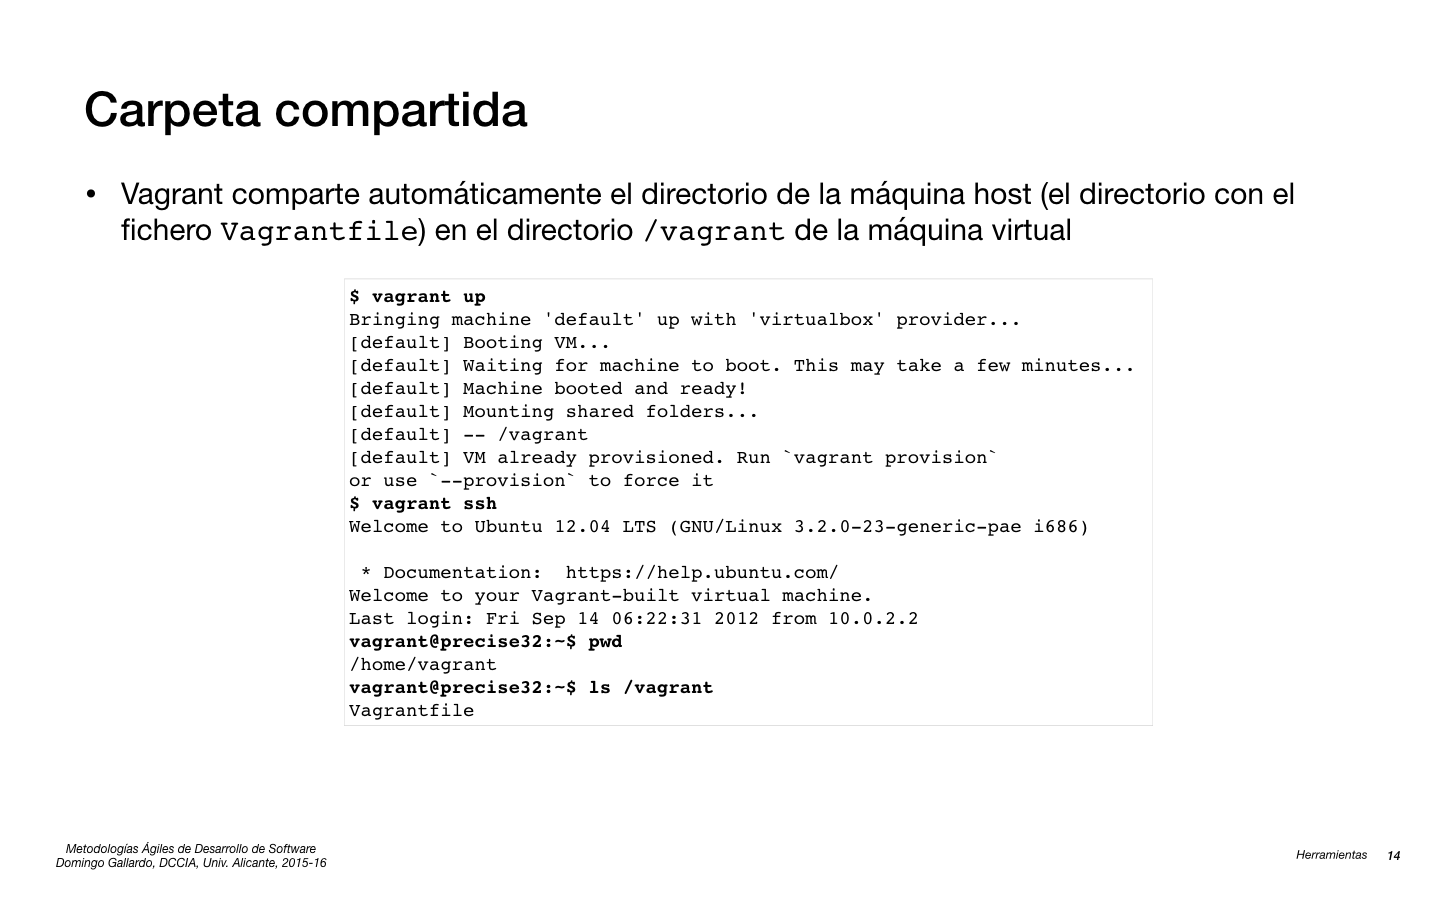 Carpeta compartida
• Vagrant comparte automáticamente el directorio de la máquina host (el directorio con el
fichero Vagrantfile) en el directorio /vagrant de la máquina virtual
$ vagrant up
Bringing machine 'default' up with 'virtualbox' provider...
[default] Booting VM...
[default] Waiting for machine to boot. This may take a few minutes...
[default] Machine booted and ready!
[default] Mounting shared folders...
[default] -- /vagrant
[default] VM already provisioned. Run `vagrant provision`
or use `--provision` to force it
$ vagrant ssh
Welcome to Ubuntu 12.04 LTS (GNU/Linux 3.2.0-23-generic-pae i686)
 * Documentation:  https://help.ubuntu.com/
Welcome to your Vagrant-built virtual machine.
Last login: Fri Sep 14 06:22:31 2012 from 10.0.2.2
vagrant@precise32:~$ pwd
/home/vagrant
vagrant@precise32:~$ ls /vagrant
Vagrantfile
Metodologías Ágiles de Desarrollo de Software
Domingo Gallardo, DCCIA, Univ. Alicante, 2015-16
Herramientas 14